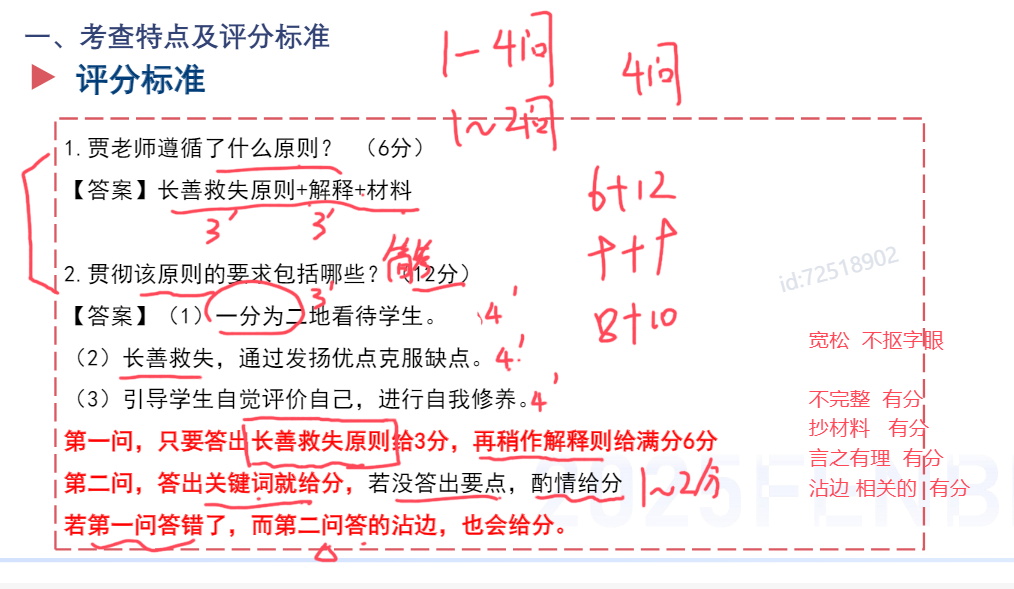 一、考查特点及评分标准
评分标准
1-4问
4问
1~2问
1.贾老师遵循了什么原则？（6分）
【答案】长善救失原则+解释+材料
3'
3'
6+12
9+9
8+10
2.贯彻该原则的要求包括哪些？（12分）
3'
【答案】（1）一分为二地看待学生。
4'
（2）长善救失，通过发扬优点克服缺点。
4'
（3）引导学生自觉评价自己，进行自我修养。
4'
第一问，只要答出长善救失原则给3分，再稍作解释则给满分6分
第二问，答出关键词就给分，若没答出要点，酌情给分
1~2分
若第一问答错了，而第二问答的沾边，也会给分。
id:72518902
宽松 不抠字眼
不完整 有分
抄材料 有分
言之有理 有分
沾边 相关的 有分
2025FENB